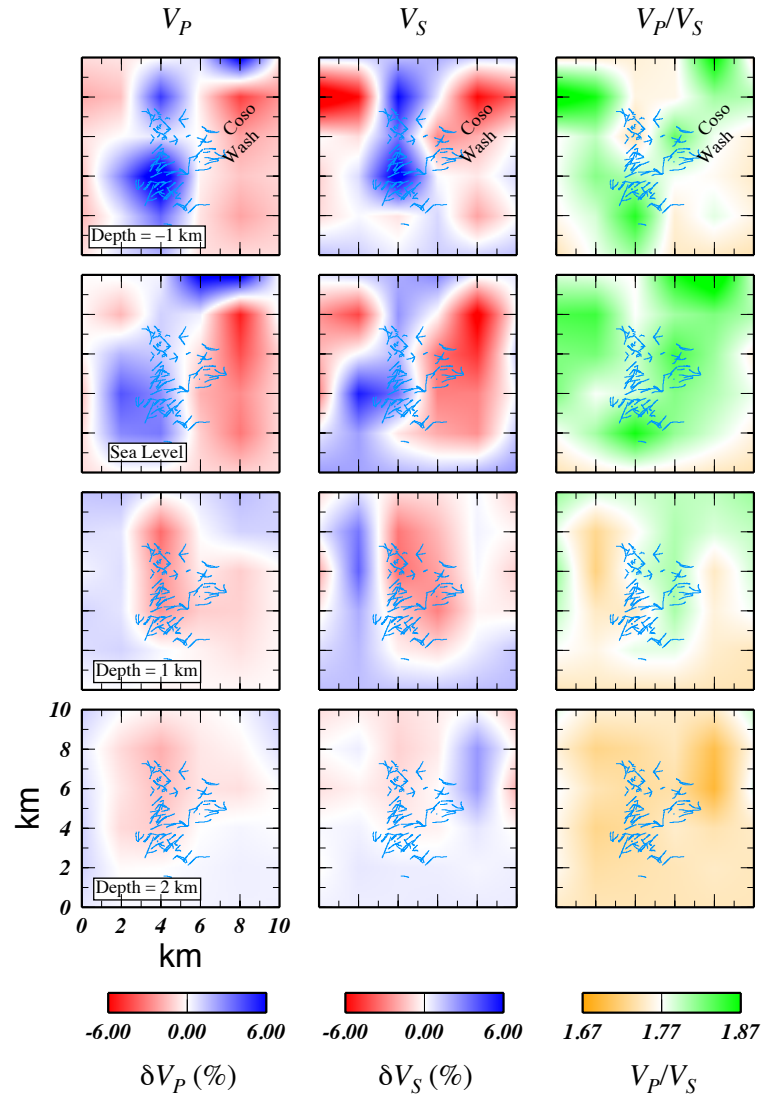 V_P V_S V_P/V_S
Coso
Wash
Coso
Wash
Coso
Wash
Depth = –1 km
Sea Level
Depth = 1 km
10
8
6
4
2
0
km
Depth = 2 km
0 2 4 6 8 10
km
-6.00 0.00 6.00
-6.00 0.00 6.00
1.67 1.77 1.87
δV_P (%) δV_S (%) V_P/V_S